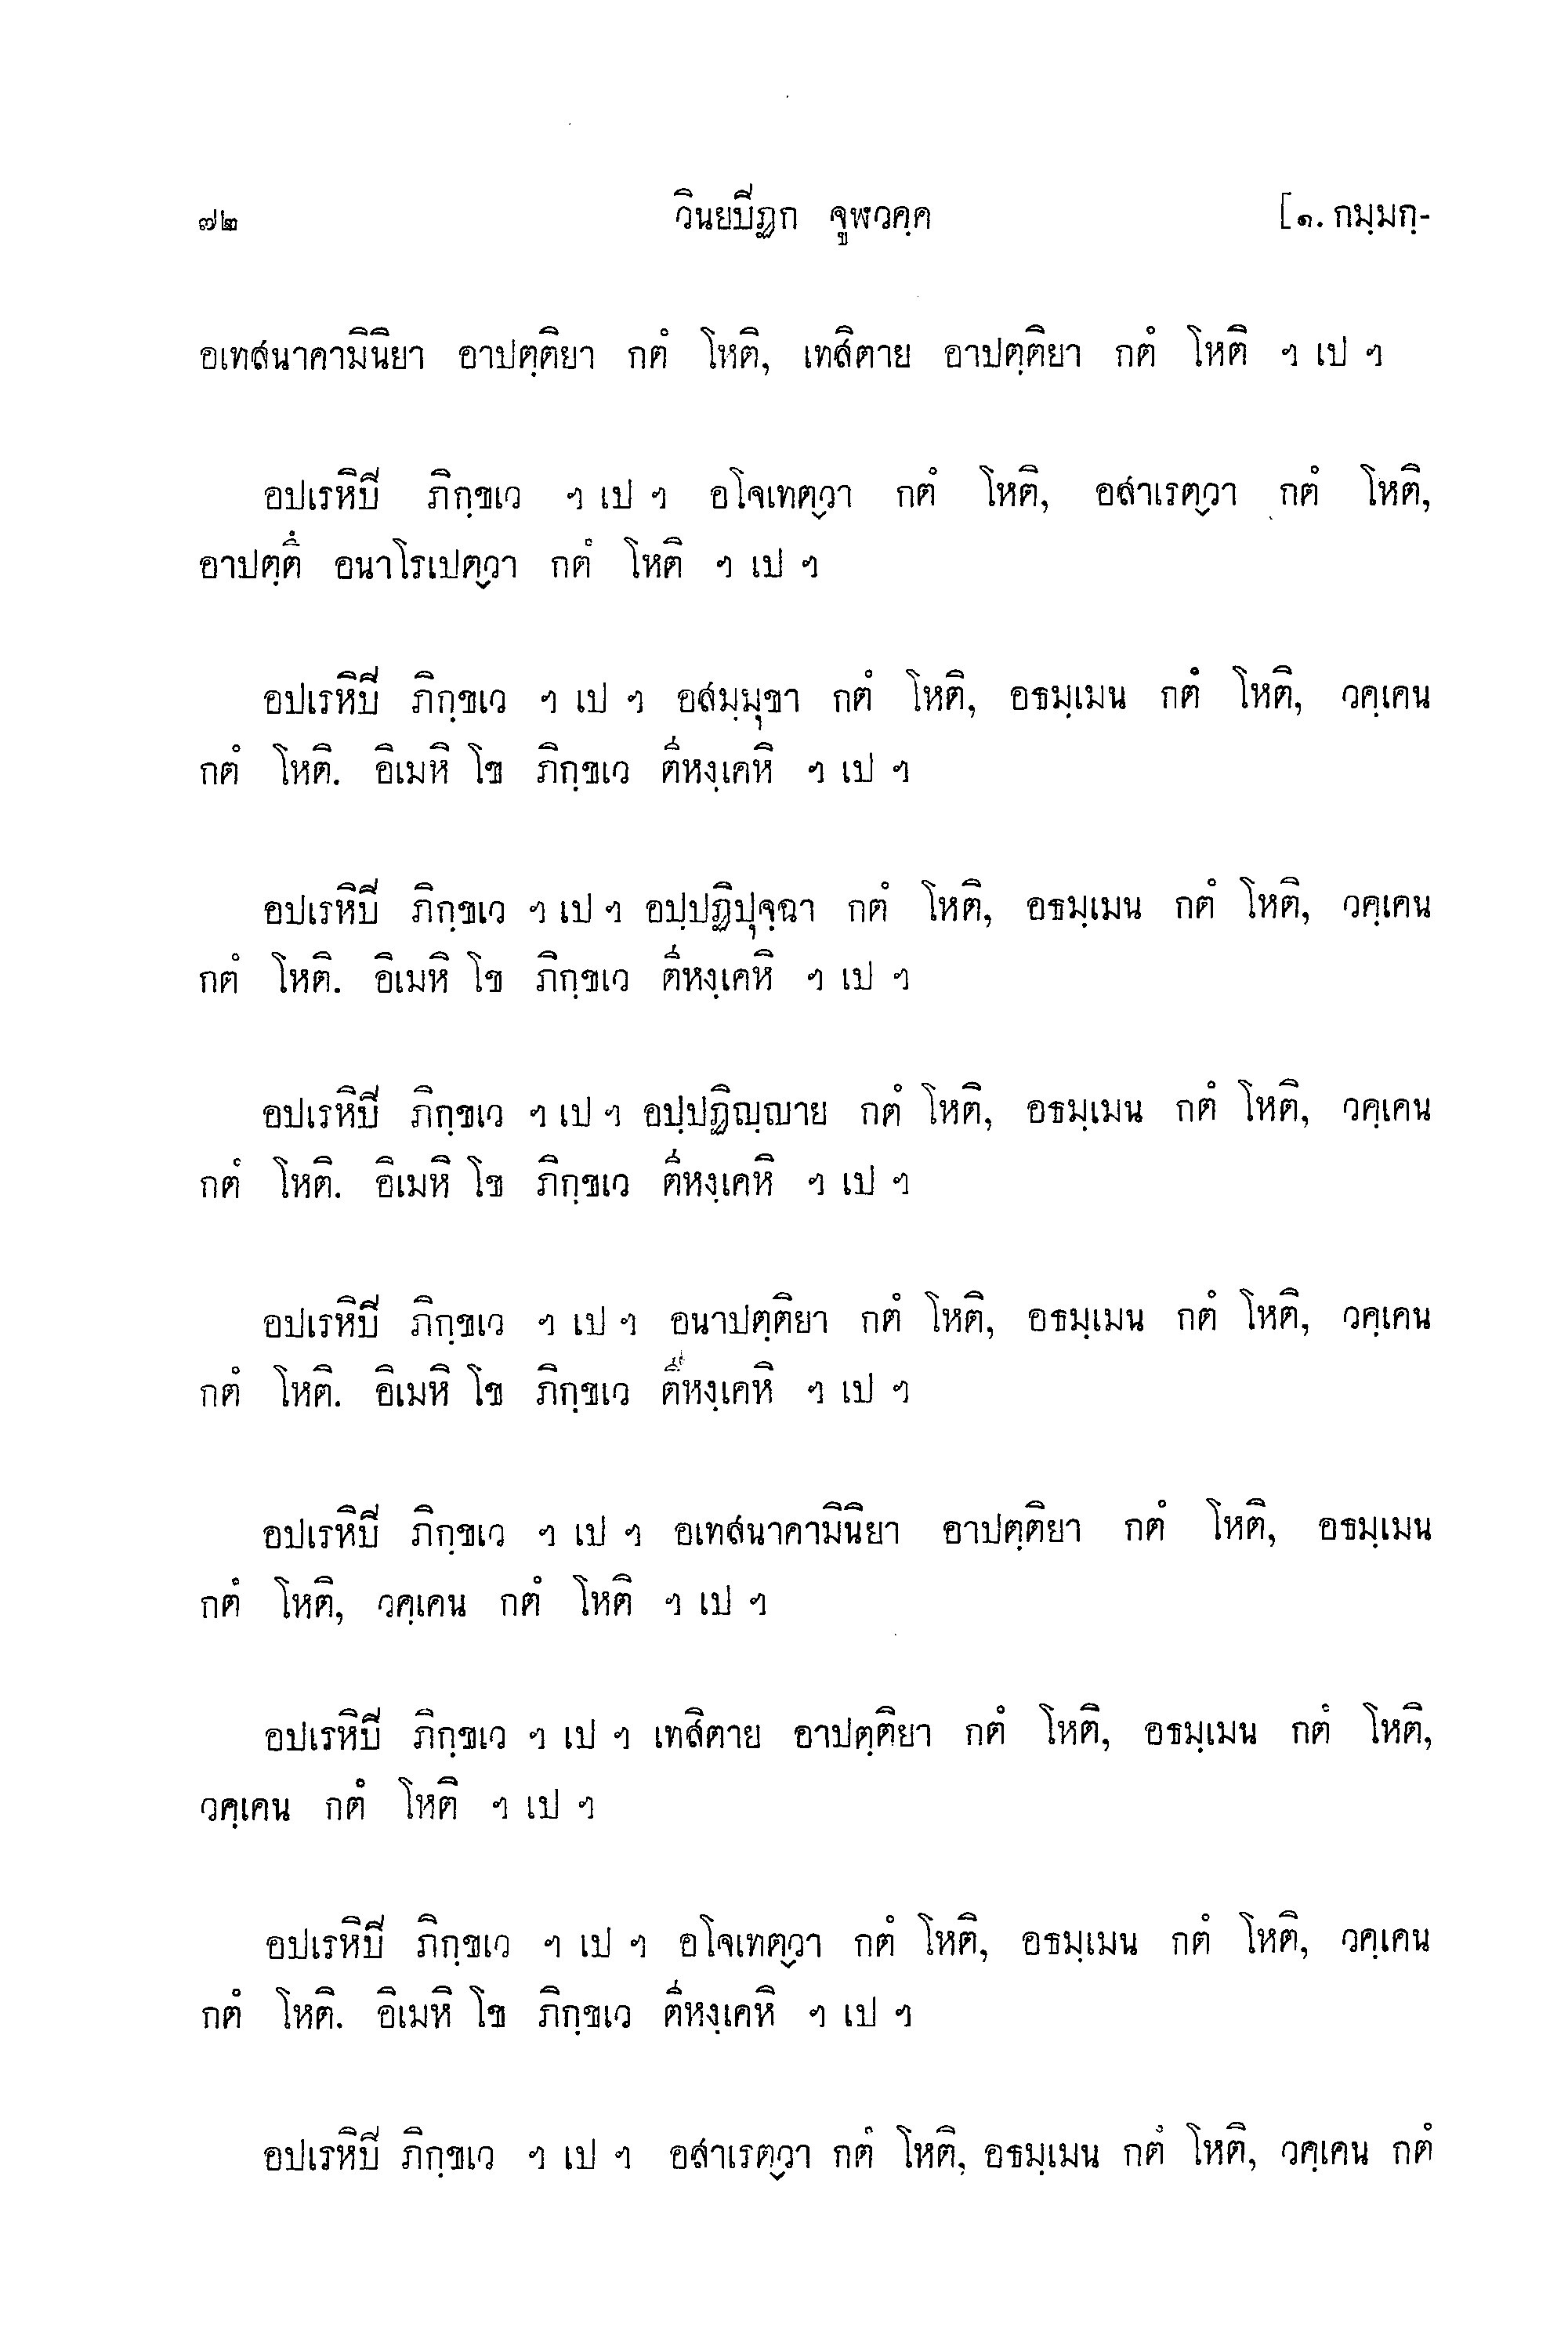 ๗๒ วินยปิฏก จูฬวคฺค [๑. กมฺมกฺ-
อเทสนาคามินิยา อาปตฺติยา กตํ โหติ, เทสิตาย อาปตฺติยา กตํ โหติ ฯ เป ฯ
อปเรหิปี ภิกฺขเว ฯ เป ฯ อโจเทตฺวา กตํ โหติ, อสาเรตฺวา กตํ โหติ,
อาปตฺตึ อนาโรเปตฺวา กตํ โหติ ฯ เป ฯ
อปเรหิปี ภิกฺขเว ฯ เป ฯ อสมฺมุขา กตํ โหติ, อธมฺเมน กตํ โหติ, วคฺเคน
กตํ โหติ. อิเมหิ โข ภิกฺขเว ตีหงฺเคหิ ฯ เป ฯ
อปเรหิปี ภิกฺขเว ฯ เป ฯ อปฺปฏิปุจฺฉา กตํ โหติ, อธมฺเมน กตํ โหติ, วคฺเคน
กตํ โหติ. อิเมหิ โข ภิกฺขเว ตีหงฺเคหิ ฯ เป ฯ
อปเรหิปี ภิกฺขเว ฯ เป ฯ อปฺปฏิญฺญาย กตํ โหติ, อธมฺเมน กตํ โหติ, วคฺเคน
กตํ โหติ. อิเมหิ โข ภิกฺขเว ตีหงฺเคหิ ฯ เป ฯ
อปเรหิปี ภิกฺขเว ฯ เป ฯ อนาปตฺติยา กตํ โหติ, อธมฺเมน กตํ โหติ, วคฺเคน
กตํ โหติ. อิเมหิ โข ภิกฺขเว ตีหงฺเคหิ ฯ เป ฯ
อปเรหิปี ภิกฺขเว ฯ เป ฯ อเทสนาคามินิยา อาปตฺติยา กตํ โหติ, อธมฺเมน
กตํ โหติ, วคฺเคน กตํ โหติ ฯ เป ฯ
อปเรหิปี ภิกฺขเว ฯ เป ฯ เทสิตาย อาปตฺติยา กตํ โหติ, อธมฺเมน กตํ โหติ,
วคฺเคน กตํ โหติ ฯ เป ฯ
อปเรหิปี ภิกฺขเว ฯ เป ฯ อโจเทตฺวา กตํ โหติ, อธมฺเมน กตํ โหติ, วคฺเคน
กตํ โหติ. อิเมหิ โข ภิกฺขเว ตีหงฺเคหิ ฯ เป ฯ
อปเรหิปี ภิกฺขเว ฯ เป ฯ อสาเรตฺวา กตํ โหติ, อธมฺเมน กตํ โหติ, วคฺเคน กตํ